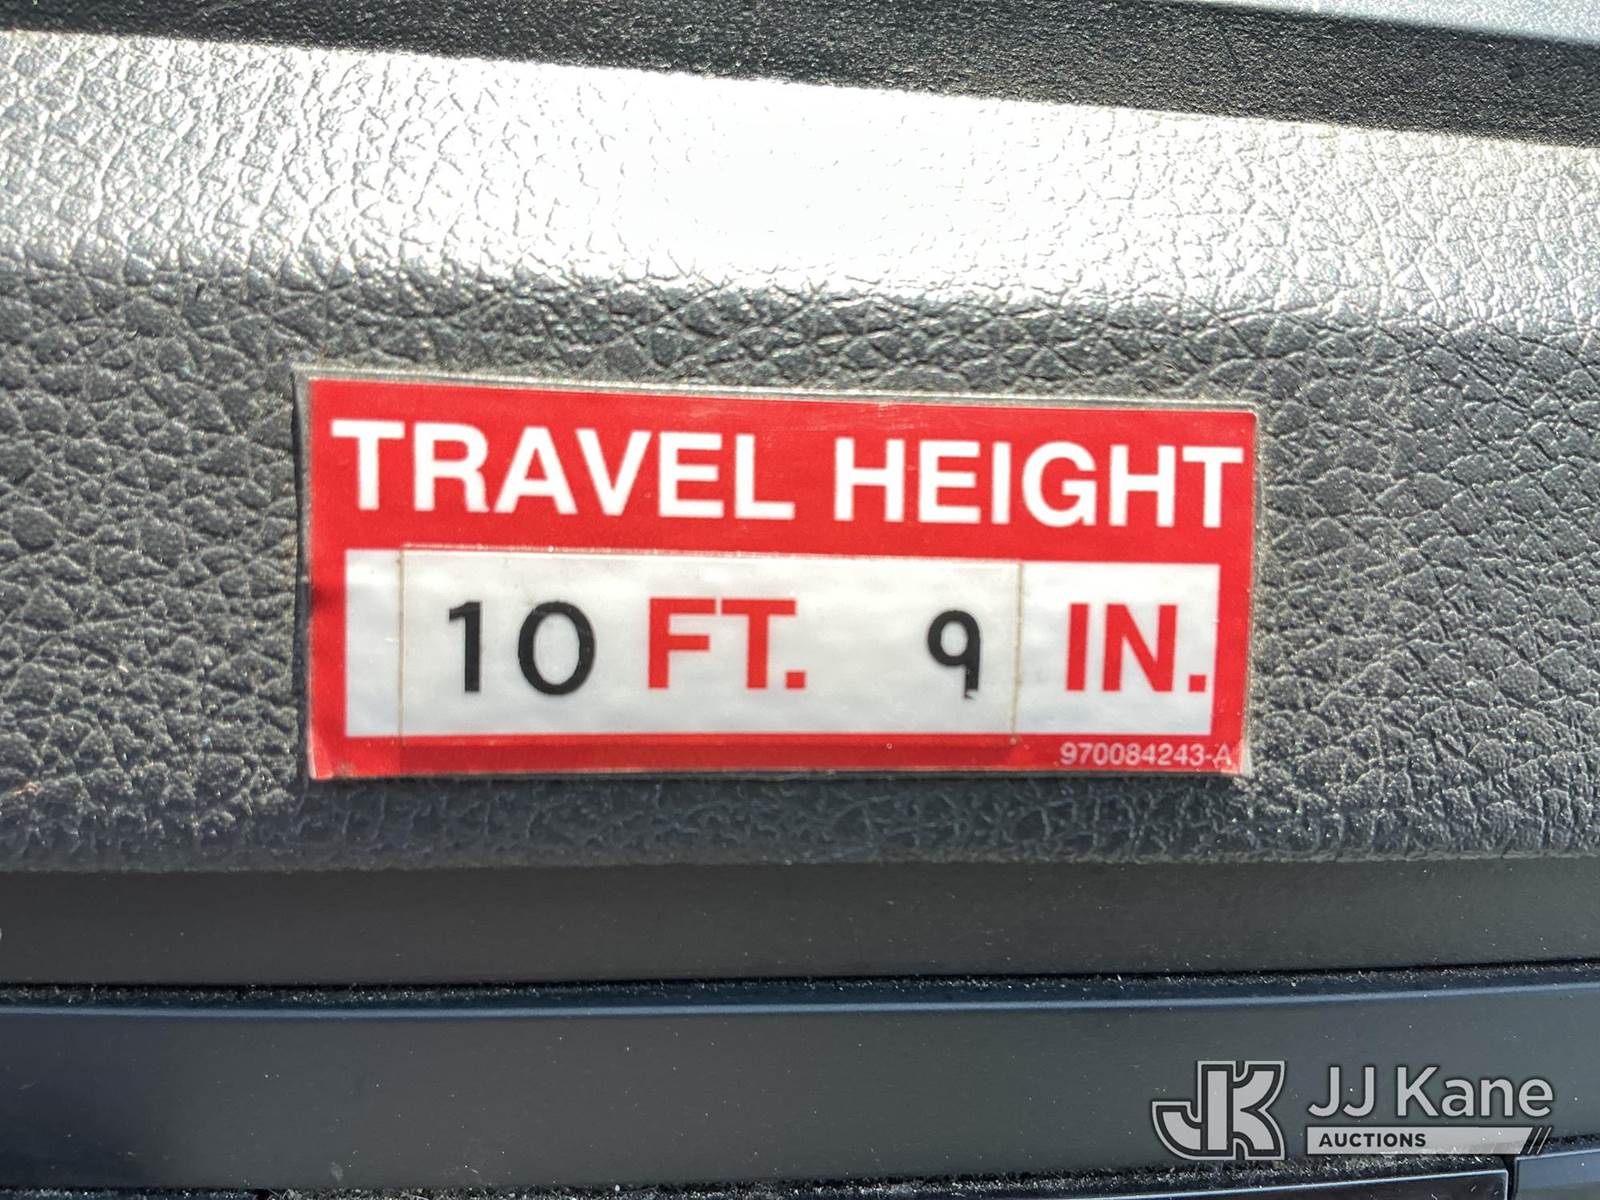 TRAVEL HEIGHT
10 FT. 9 IN.
970084243-A
JK JJ Kane
AUCTIONS